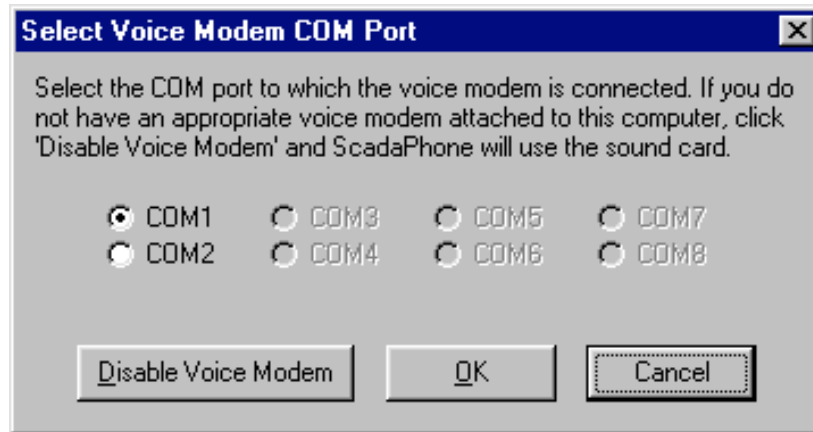 Select Voice Modem COM Port
Select the COM port to which the voice modem is connected. If you do
not have an appropriate voice modem attached to this computer, click
'Disable Voice Modem' and ScadaPhone will use the sound card.
COM1 COM3 COM5 COM7
COM2 COM4 COM6 COM8
Disable Voice Modem OK Cancel